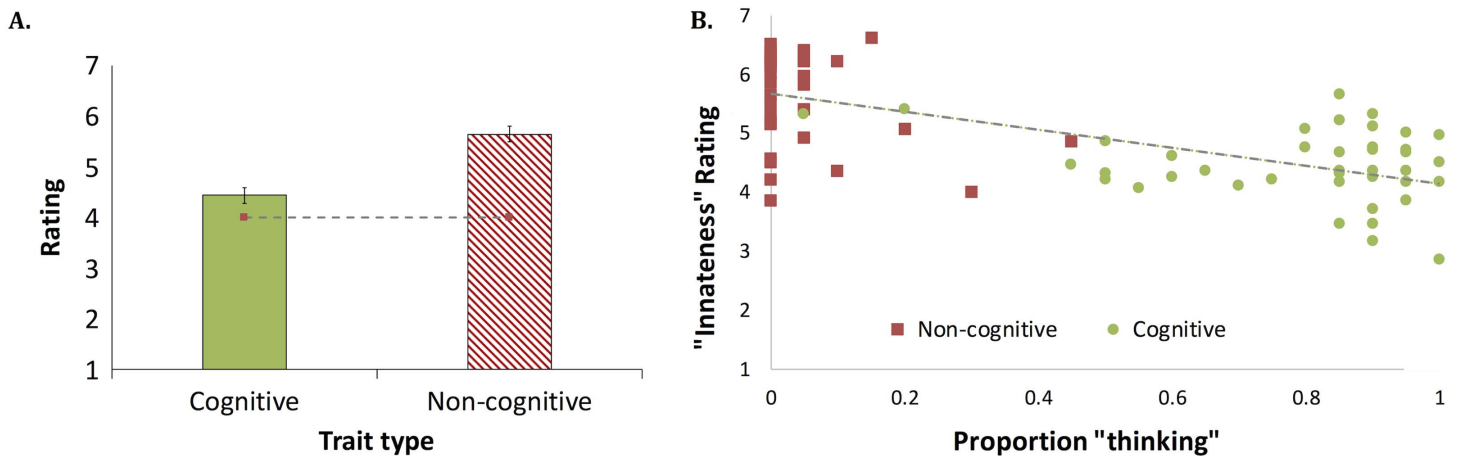 A.
Rating
7
6
5
4
3
2
1
Cognitive
Non-cognitive
Trait type
B.
"Innateness" Rating
7
6
5
4
3
2
1
Non-cognitive
Cognitive
0
0.2
0.4
0.6
0.8
1
Proportion "thinking"